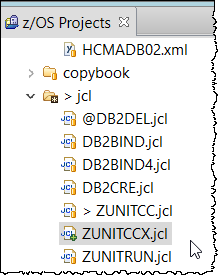 z/OS Projects
HCMADB02.xml
copybook
> jcl
@DB2DEL.jcl
DB2BIND.jcl
DB2BIND4.jcl
DB2CRE.jcl
> ZUNITCC.jcl
ZUNITCCX.jcl
ZUNITRUN.jcl